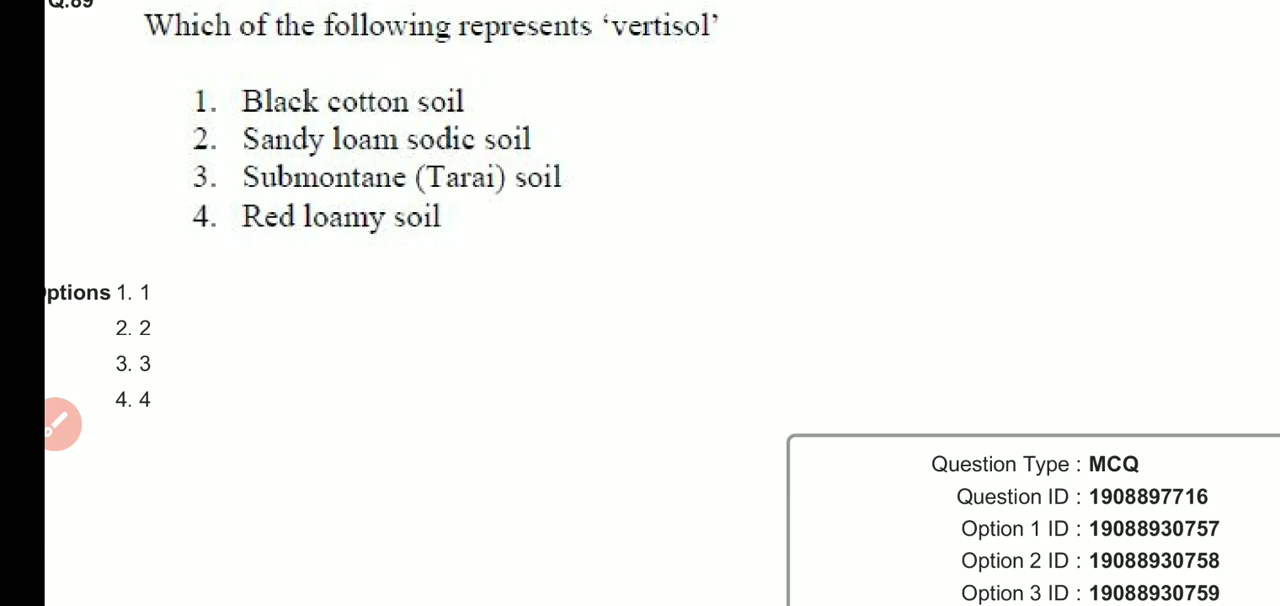 Q.89
Which of the following represents ‘vertisol’
1. Black cotton soil
2. Sandy loam sodic soil
3. Submontane (Tarai) soil
4. Red loamy soil
ptions 1. 1
2. 2
3. 3
4. 4
Question Type : MCQ
Question ID : 1908897716
Option 1 ID : 19088930757
Option 2 ID : 19088930758
Option 3 ID : 19088930759